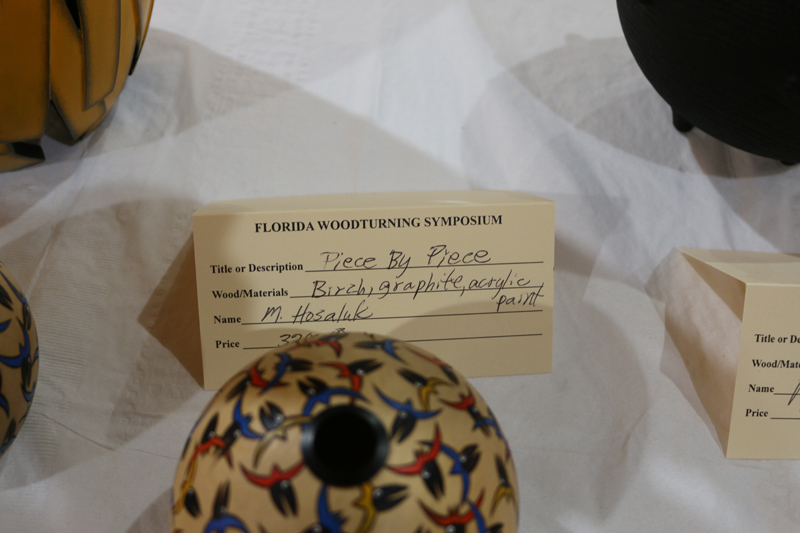 FLORIDA WOODTURNING SYMPOSIUM
Title or Description Piece By Piece
Wood/Materials Birch, graphite, acrylic
paint
Name M. Hosaluk
Price
Title or De
Wood/Mate
Name
Price